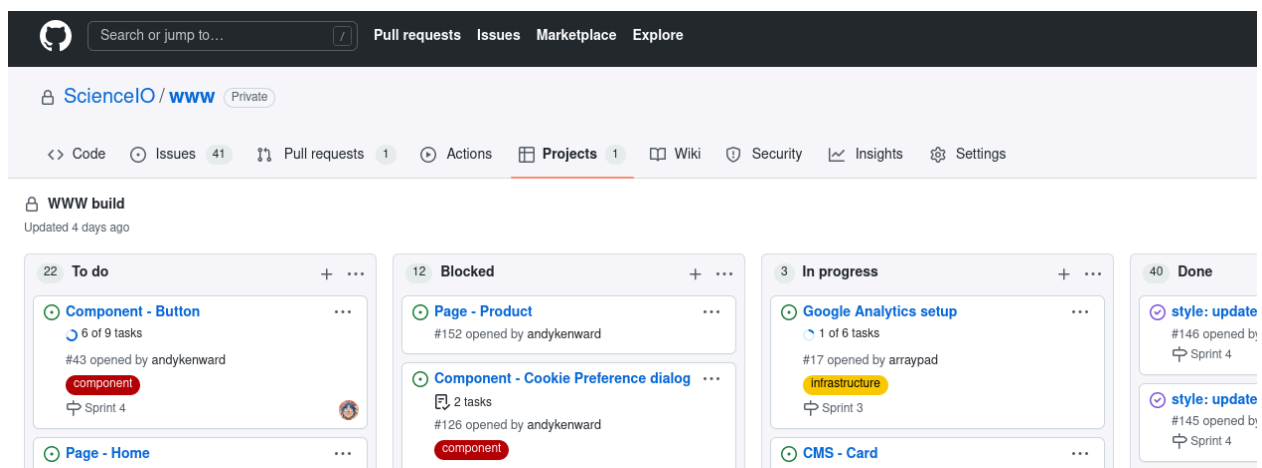 Search or jump to… / Pull requests Issues Marketplace Explore
ScienceIO / www Private
Code Issues 41 Pull requests 1 Actions Projects 1 Wiki Security Insights Settings
WWW build
Updated 4 days ago
22 To do
Component - Button
6 of 9 tasks
#43 opened by andykenward
component
Sprint 4
Page - Home
12 Blocked
Page - Product
#152 opened by andykenward
Component - Cookie Preference dialog
2 tasks
#126 opened by andykenward
component
3 In progress
Google Analytics setup
1 of 6 tasks
#17 opened by arraypad
infrastructure
Sprint 3
CMS - Card
40 Done
style: update
#146 opened by
Sprint 4
style: update
#145 opened by
Sprint 4